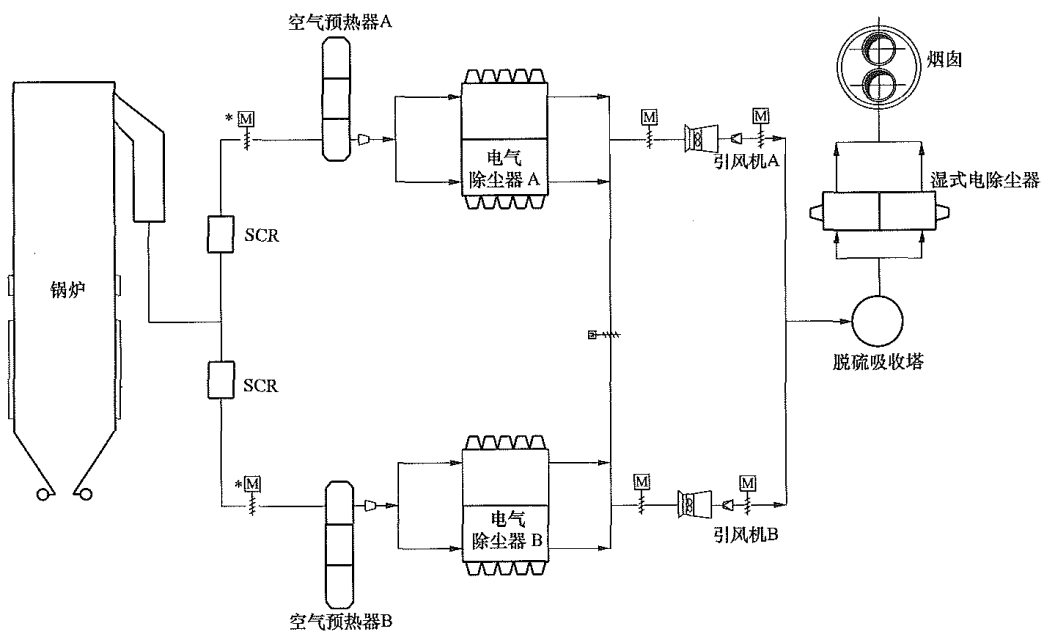 空气预热器A
烟囱
*M
M
M
电气
除尘器 A
引风机A
湿式电除尘器
SCR
锅炉
脱硫吸收塔
SCR
*M
M
M
电气
除尘器 B
引风机B
空气预热器B